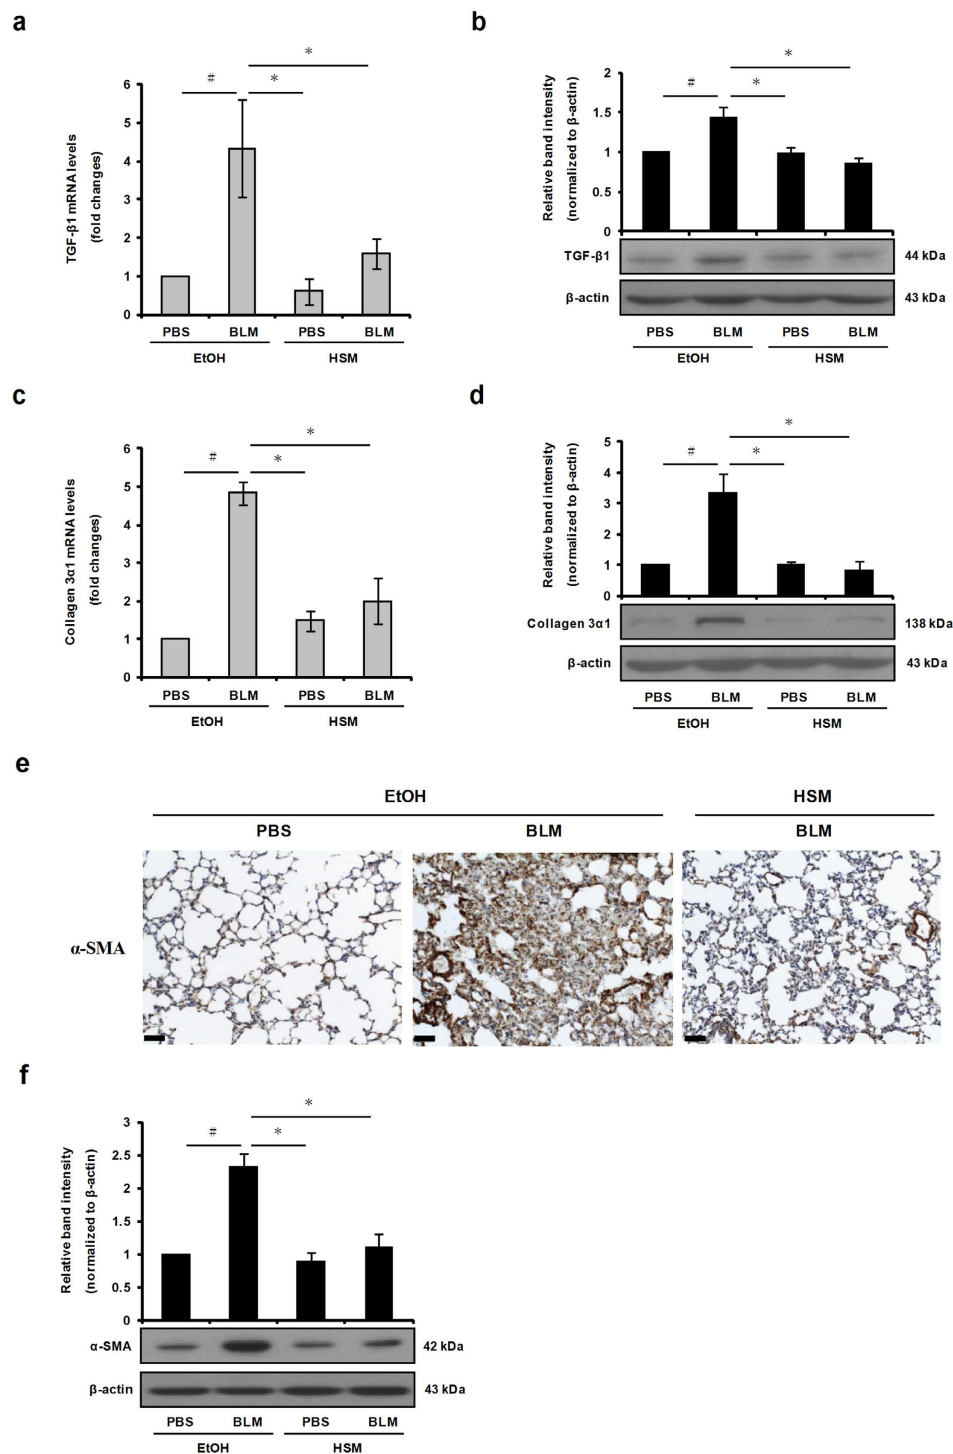 a
TGF-β1 mRNA levels
(fold changes)
6
5
4
3
2
1
0
#
*
*
PBS BLM PBS BLM
EtOH HSM
b
Relative band intensity
(normalized to β-actin)
2
1.5
1
0.5
0
#
*
*
TGF-β1 44 kDa
β-actin 43 kDa
PBS BLM PBS BLM
EtOH HSM
c
Collagen 3α1 mRNA levels
(fold changes)
6
5
4
3
2
1
0
#
*
*
PBS BLM PBS BLM
EtOH HSM
d
Relative band intensity
(normalized to β-actin)
5
4
3
2
1
0
#
*
*
Collagen 3α1 138 kDa
β-actin 43 kDa
PBS BLM PBS BLM
EtOH HSM
e
EtOH HSM
PBS BLM BLM
α-SMA
f
Relative band intensity
(normalized to β-actin)
3
2.5
2
1.5
1
0.5
0
#
*
*
α-SMA 42 kDa
β-actin 43 kDa
PBS BLM PBS BLM
EtOH HSM